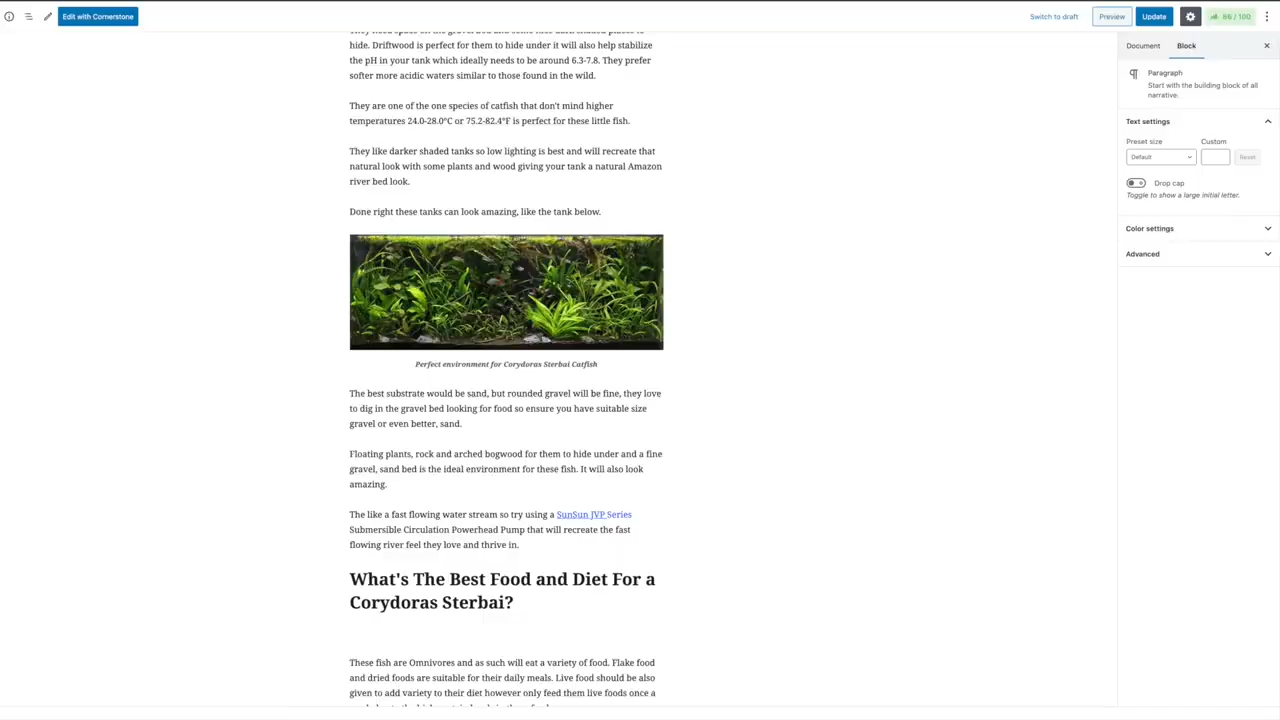 Edit with Cornerstone
Switch to draft
Preview
Update
86 / 100
They need space on the gravel bed and some nice dark shaded places to
hide. Driftwood is perfect for them to hide under it will also help stabilize
the pH in your tank which ideally needs to be around 6.3-7.8. They prefer
softer more acidic waters similar to those found in the wild.
They are one of the one species of catfish that don't mind higher
temperatures 24.0-28.0°C or 75.2-82.4°F is perfect for these little fish.
They like darker shaded tanks so low lighting is best and will recreate that
natural look with some plants and wood giving your tank a natural Amazon
river bed look.
Done right these tanks can look amazing, like the tank below.
Perfect environment for Corydoras Sterbai Catfish
The best substrate would be sand, but rounded gravel will be fine, they love
to dig in the gravel bed looking for food so ensure you have suitable size
gravel or even better, sand.
Floating plants, rock and arched bogwood for them to hide under and a fine
gravel, sand bed is the ideal environment for these fish. It will also look
amazing.
The like a fast flowing water stream so try using a SunSun JVP Series
Submersible Circulation Powerhead Pump that will recreate the fast
flowing river feel they love and thrive in.
What's The Best Food and Diet For a
Corydoras Sterbai?
These fish are Omnivores and as such will eat a variety of food. Flake food
and dried foods are suitable for their daily meals. Live food should be also
given to add variety to their diet however only feed them live foods once a
Document
Block
Paragraph
Start with the building block of all
narrative.
Text settings
Preset size
Custom
Default
Reset
Drop cap
Toggle to show a large initial letter.
Color settings
Advanced